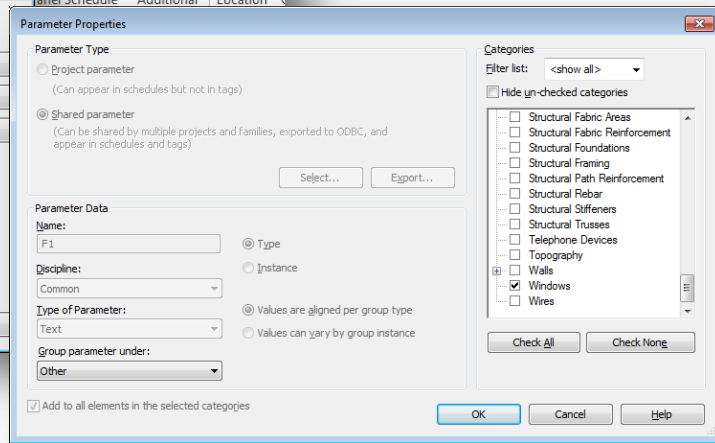 Panel Schedule Additional Location
Parameter Properties
Parameter Type
Project parameter
(Can appear in schedules but not in tags)
Shared parameter
(Can be shared by multiple projects and families, exported to ODBC, and
appear in schedules and tags)
Select...
Export...
Parameter Data
Name:
F1
Type
Discipline:
Instance
Common
Type of Parameter:
Values are aligned per group type
Text
Values can vary by group instance
Group parameter under:
Other
Add to all elements in the selected categories
Categories
Filter list:
<show all>
Hide un-checked categories
Structural Fabric Areas
Structural Fabric Reinforcement
Structural Foundations
Structural Framing
Structural Path Reinforcement
Structural Rebar
Structural Stiffeners
Structural Trusses
Telephone Devices
Topography
Walls
Windows
Wires
Check All
Check None
OK
Cancel
Help